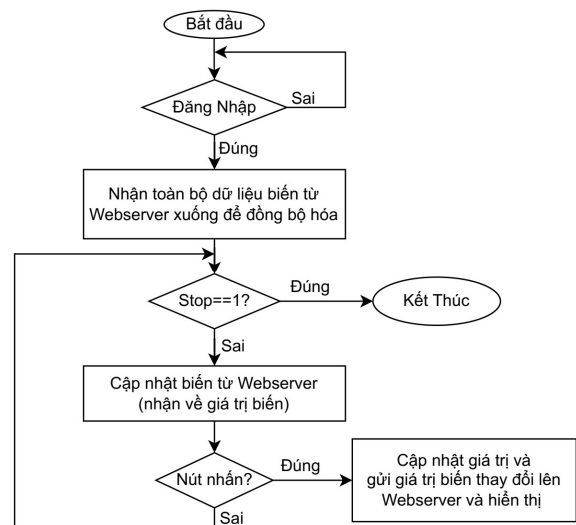 Bắt đầu
Đăng Nhập
Sai
Đúng
Nhận toàn bộ dữ liệu biến từ
Webserver xuống để đồng bộ hóa
Stop==1?
Đúng
Kết Thúc
Sai
Cập nhật biến từ Webserver
(nhận về giá trị biến)
Nút nhấn?
Đúng
Cập nhật giá trị và
gửi giá trị biến thay đổi lên
Webserver và hiển thị
Sai